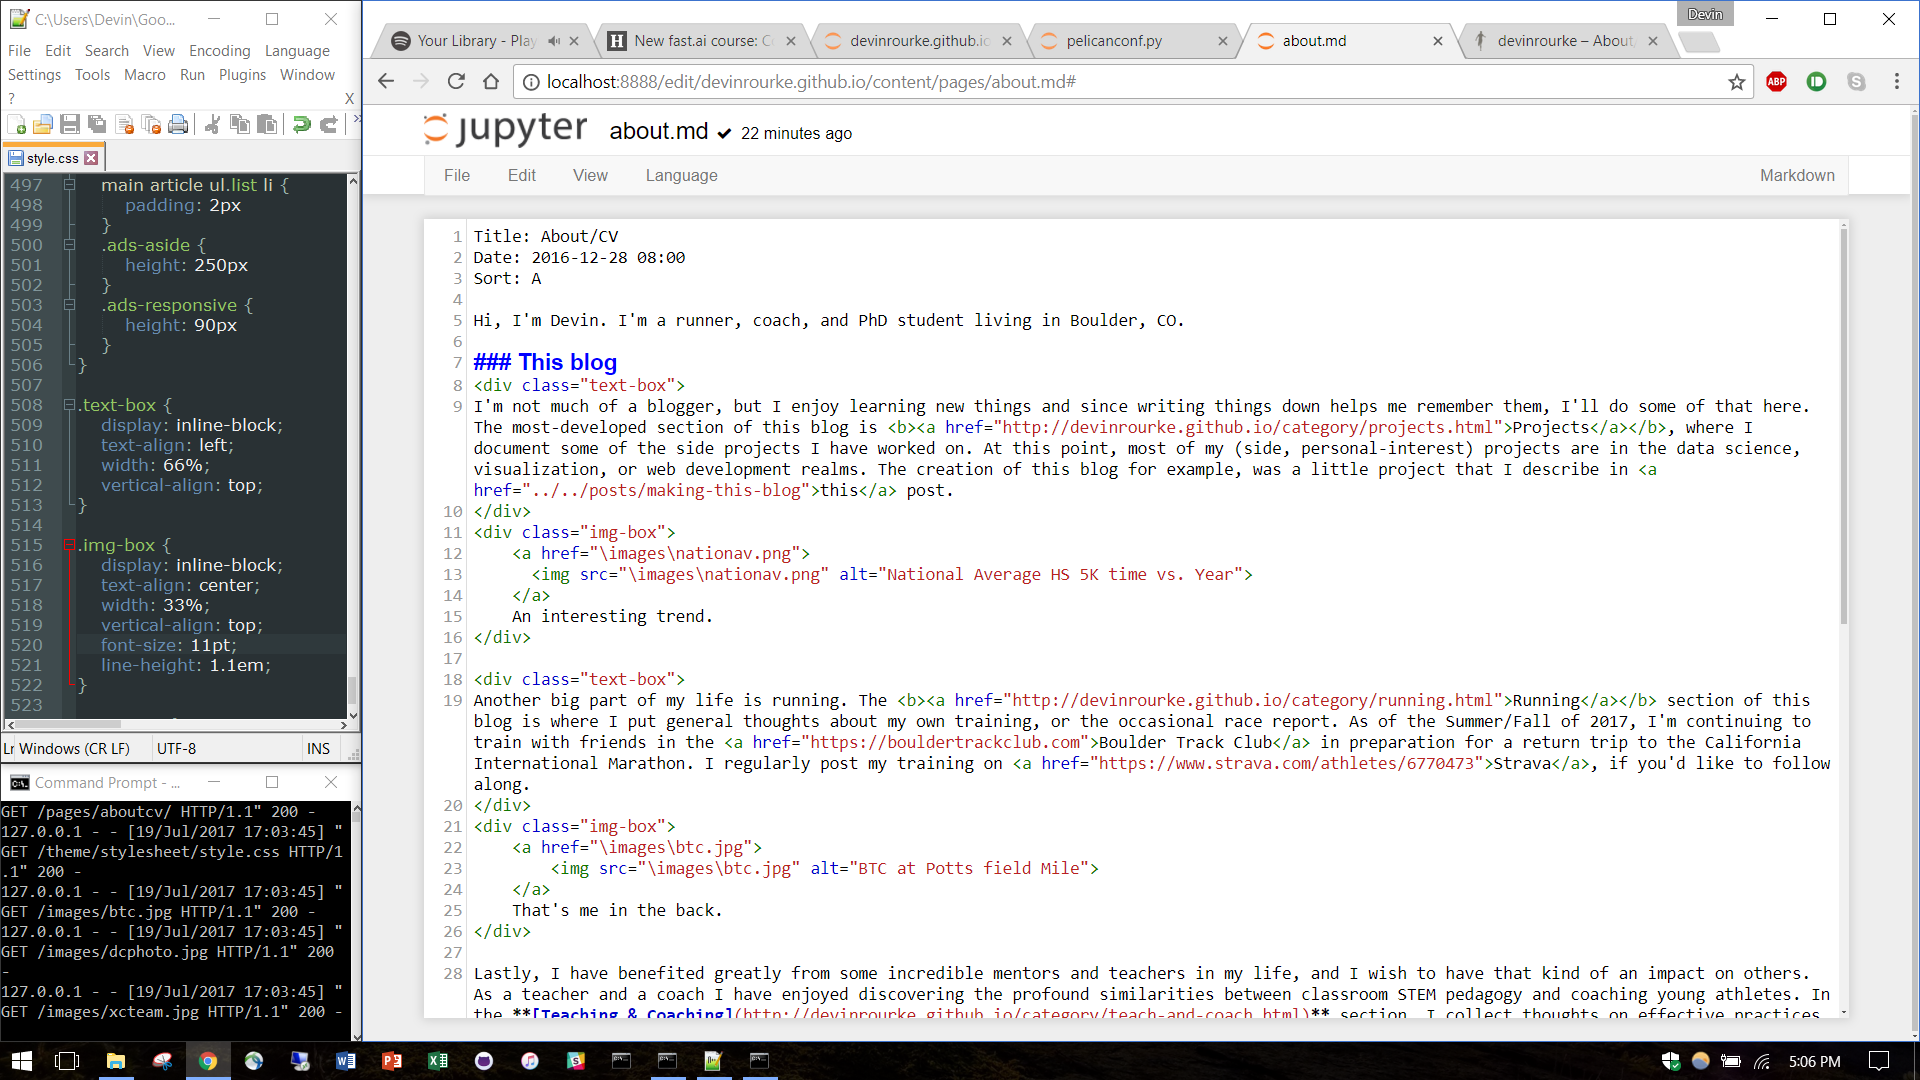 C:\Users\Devin\Goo...
File Edit Search View Encoding Language
Settings Tools Macro Run Plugins Window
? X
style.css
497 main article ul.list li {
498 padding: 2px
499 }
500 .ads-aside {
501 height: 250px
502 }
503 .ads-responsive {
504 height: 90px
505 }
506 }
507
508 .text-box {
509 display: inline-block;
510 text-align: left;
511 width: 66%;
512 vertical-align: top;
513 }
514
515 .img-box {
516 display: inline-block;
517 text-align: center;
518 width: 33%;
519 vertical-align: top;
520 font-size: 11pt;
521 line-height: 1.1em;
522 }
523
Lr Windows (CR LF) UTF-8 INS
Command Prompt - ...
GET /pages/aboutcv/ HTTP/1.1" 200 -
127.0.0.1 - - [19/Jul/2017 17:03:45] "
GET /theme/stylesheet/style.css HTTP/1
.1" 200 -
127.0.0.1 - - [19/Jul/2017 17:03:45] "
GET /images/btc.jpg HTTP/1.1" 200 -
127.0.0.1 - - [19/Jul/2017 17:03:45] "
GET /images/dcphoto.jpg HTTP/1.1" 200
-
127.0.0.1 - - [19/Jul/2017 17:03:45] "
GET /images/xcteam.jpg HTTP/1.1" 200 -
Devin
Your Library - Play
New fast.ai course: C
devinrourke.github.io
pelicanconf.py
about.md
devinrourke – About
localhost:8888/edit/devinrourke.github.io/content/pages/about.md#
ABP
jupyter about.md 22 minutes ago
File Edit View Language Markdown
1 Title: About/CV
2 Date: 2016-12-28 08:00
3 Sort: A
4
5 Hi, I'm Devin. I'm a runner, coach, and PhD student living in Boulder, CO.
6
7 ### This blog
8 <div class="text-box">
9 I'm not much of a blogger, but I enjoy learning new things and since writing things down helps me remember them, I'll do some of that here.
The most-developed section of this blog is <b><a href="http://devinrourke.github.io/category/projects.html">Projects</a></b>, where I
document some of the side projects I have worked on. At this point, most of my (side, personal-interest) projects are in the data science,
visualization, or web development realms. The creation of this blog for example, was a little project that I describe in <a
href="../../posts/making-this-blog">this</a> post.
10 </div>
11 <div class="img-box">
12 <a href="\images\nationav.png">
13 <img src="\images\nationav.png" alt="National Average HS 5K time vs. Year">
14 </a>
15 An interesting trend.
16 </div>
17
18 <div class="text-box">
19 Another big part of my life is running. The <b><a href="http://devinrourke.github.io/category/running.html">Running</a></b> section of this
blog is where I put general thoughts about my own training, or the occasional race report. As of the Summer/Fall of 2017, I'm continuing to
train with friends in the <a href="https://bouldertrackclub.com">Boulder Track Club</a> in preparation for a return trip to the California
International Marathon. I regularly post my training on <a href="https://www.strava.com/athletes/6770473">Strava</a>, if you'd like to follow
along.
20 </div>
21 <div class="img-box">
22 <a href="\images\btc.jpg">
23 <img src="\images\btc.jpg" alt="BTC at Potts field Mile">
24 </a>
25 That's me in the back.
26 </div>
27
28 Lastly, I have benefited greatly from some incredible mentors and teachers in my life, and I wish to have that kind of an impact on others.
As a teacher and a coach I have enjoyed discovering the profound similarities between classroom STEM pedagogy and coaching young athletes. In
the **[Teaching & Coaching](http://devinrourke.github.io/category/teach-and-coach.html)** section, I collect thoughts on effective practices
5:06 PM